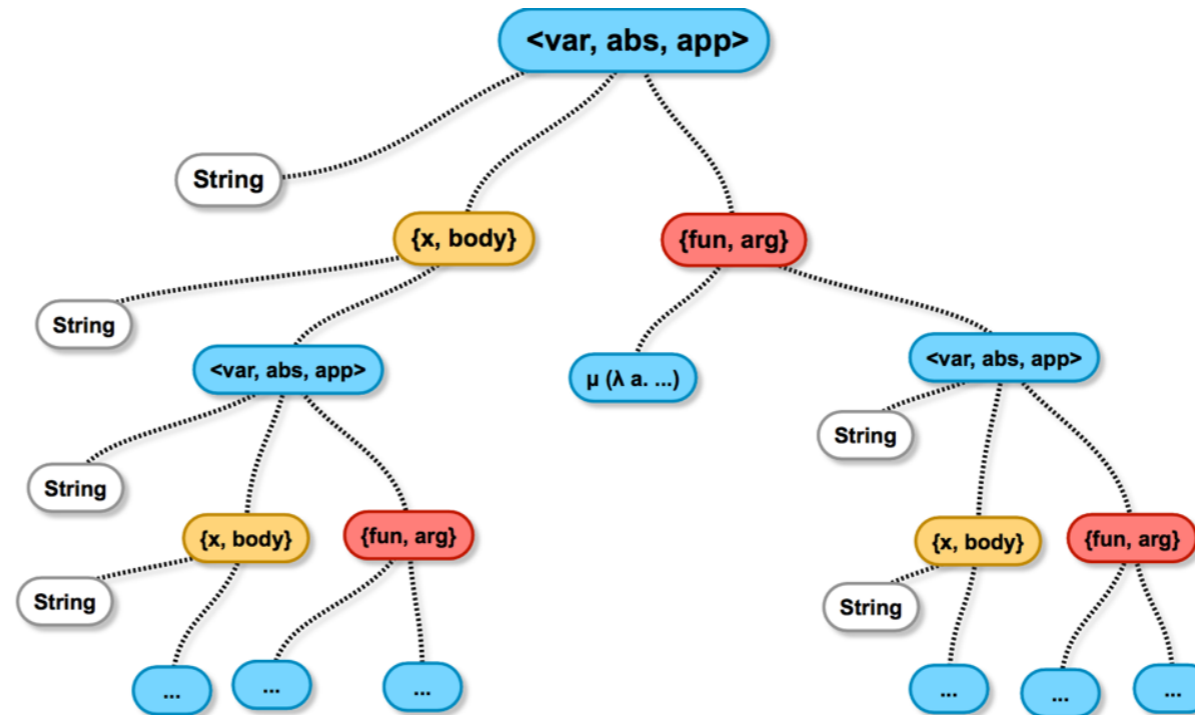 <var, abs, app>
String
{x, body}
{fun, arg}
String
<var, abs, app>
μ (λ a. ...)
<var, abs, app>
String
String
{x, body}
{fun, arg}
{x, body}
{fun, arg}
String
String
...
...
...
...
...
...